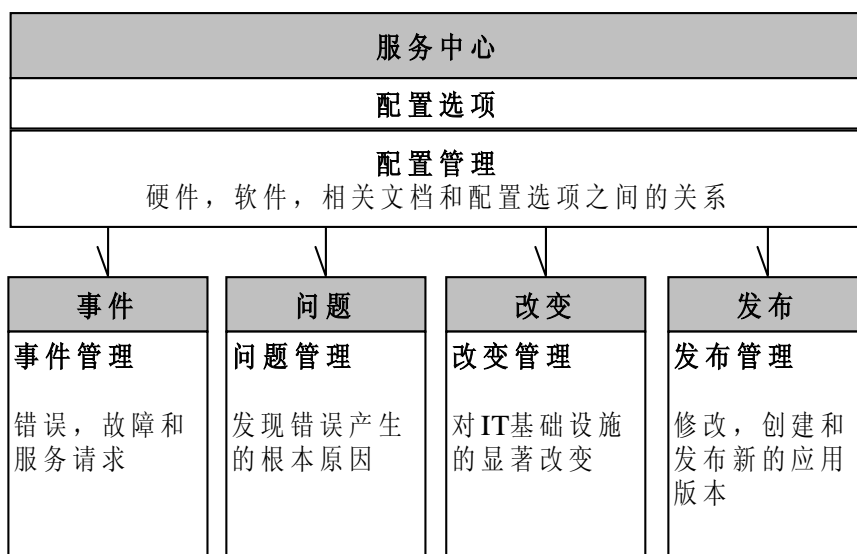 服务中心
配置选项
配置管理
硬件，软件，相关文档和配置选项之间的关系
事件
问题
改变
发布
事件管理
错误，故障和
服务请求
问题管理
发现错误产生
的根本原因
改变管理
对IT基础设施
的显著改变
发布管理
修改，创建和
发布新的应用
版本